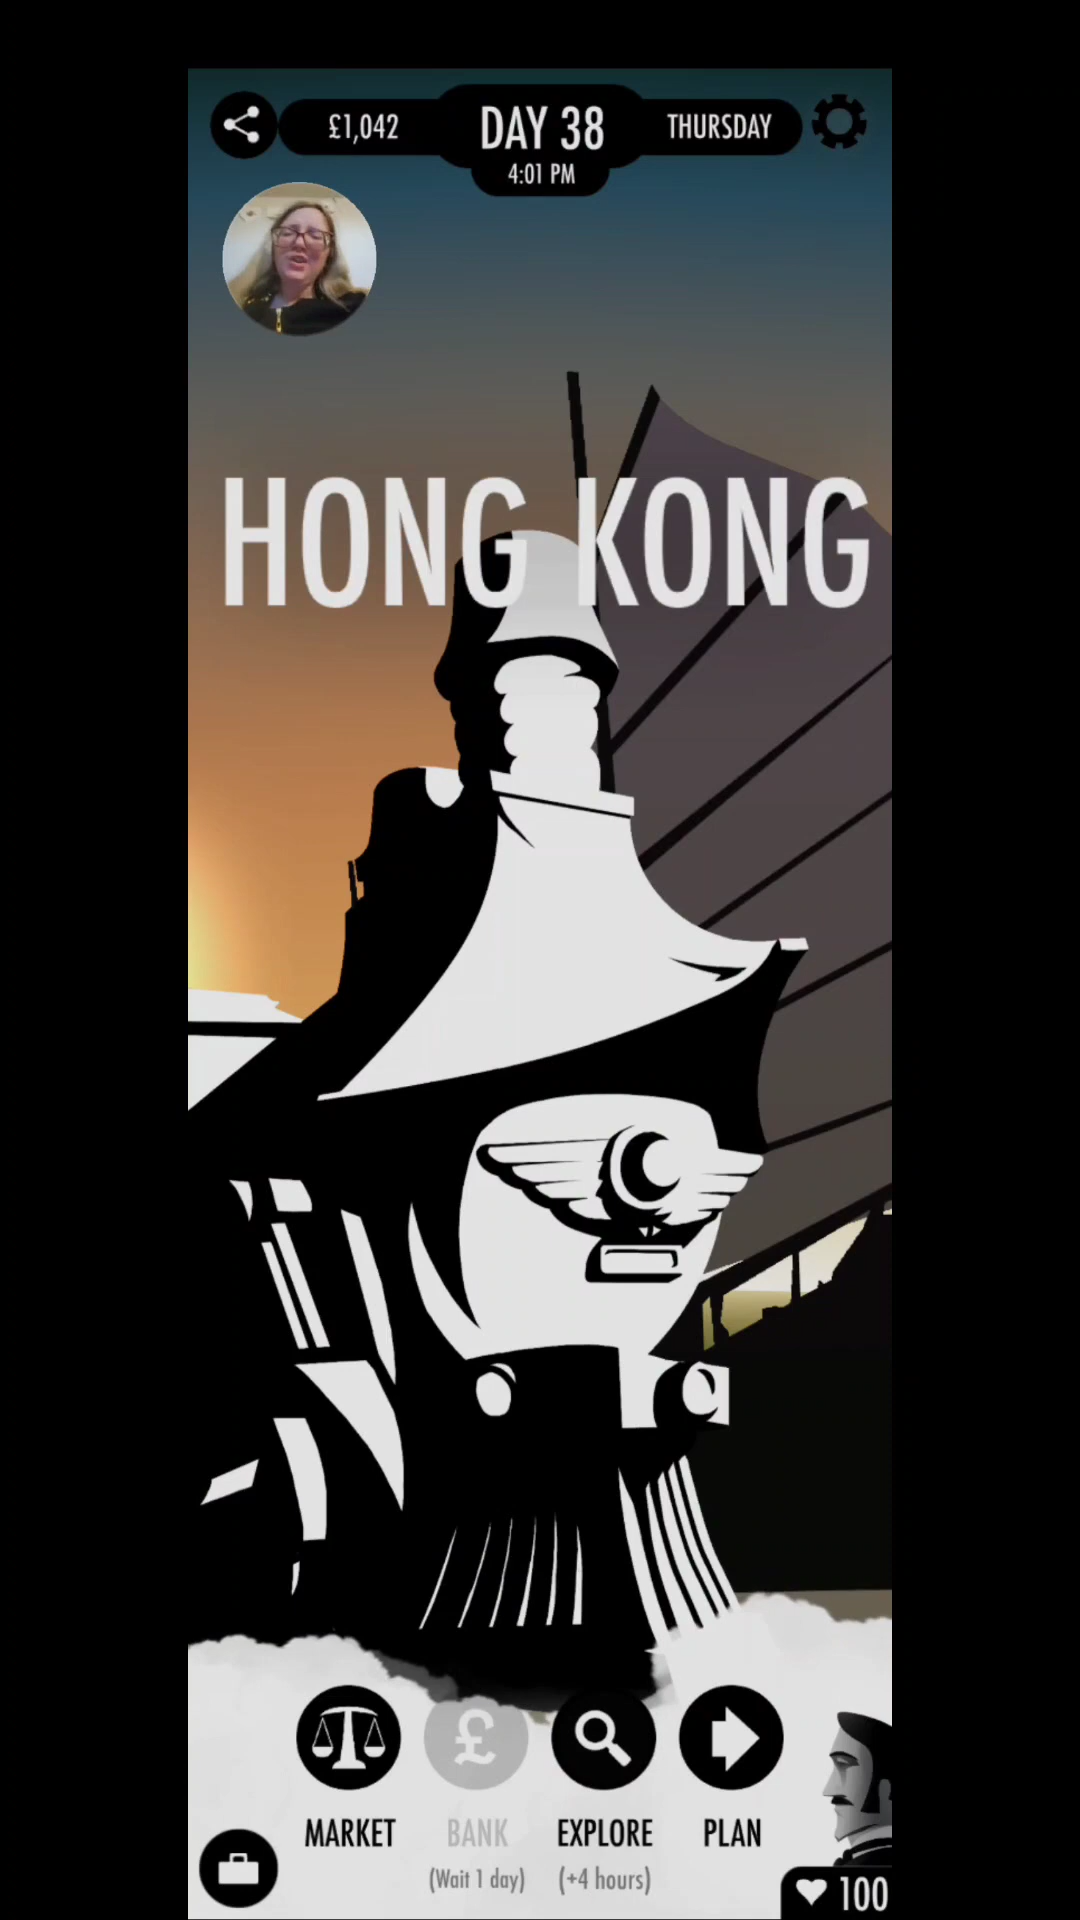 £1,042
DAY 38
THURSDAY
4:01 PM
HONG KONG
£
MARKET
BANK
EXPLORE
PLAN
(Wait 1 day)
(+4 hours)
100